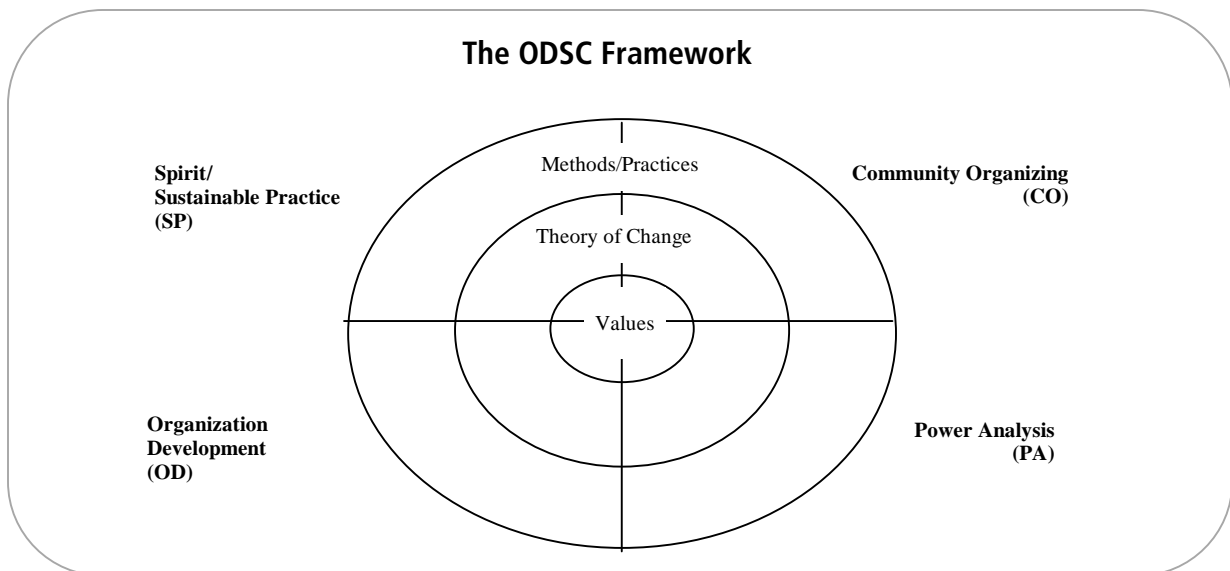 The ODSC Framework
Methods/Practices
Spirit/
Sustainable Practice
(SP)
Community Organizing
(CO)
Theory of Change
Values
Organization
Development
(OD)
Power Analysis
(PA)